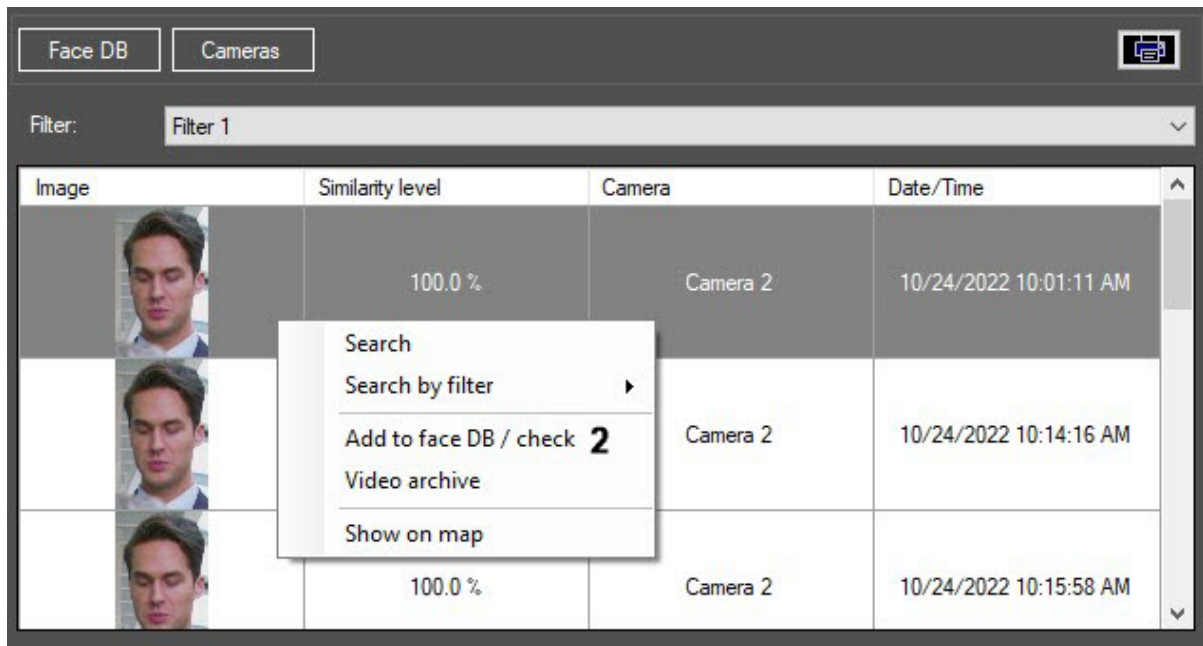 Face DB Cameras
Filter: Filter 1
Image Similarity level Camera Date/Time
100.0 % Camera 2 10/24/2022 10:01:11 AM
Search
Search by filter
Add to face DB / check 2
Camera 2 10/24/2022 10:14:16 AM
Video archive
Show on map
100.0 % Camera 2 10/24/2022 10:15:58 AM